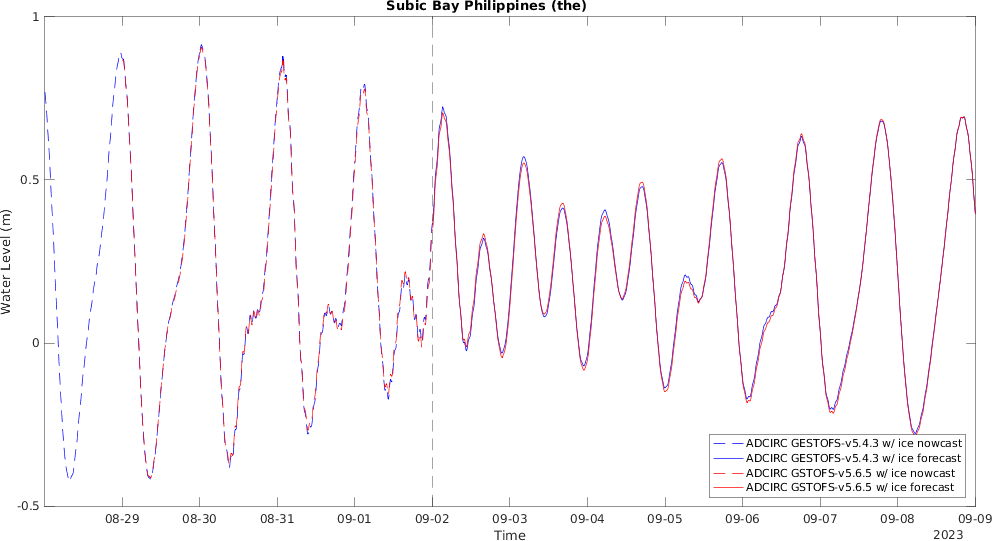 Subic Bay Philippines (the)
1
0.5
0
-0.5
Water Level (m)
ADCIRC GESTOFS-v5.4.3 w/ ice nowcast
ADCIRC GESTOFS-v5.4.3 w/ ice forecast
ADCIRC GSTOFS-v5.6.5 w/ ice nowcast
ADCIRC GSTOFS-v5.6.5 w/ ice forecast
08-29 08-30 08-31 09-01 09-02 09-03 09-04 09-05 09-06 09-07 09-08 09-09
Time
2023